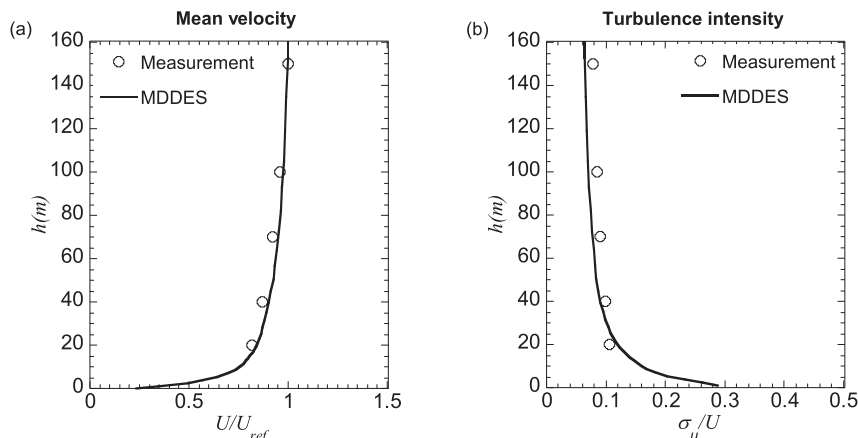 (a)
Mean velocity
160
140
120
100
80
60
40
20
0
h(m)
Measurement
MDDES
0
0.5
1
1.5
U/U_ref
(b)
Turbulence intensity
160
140
120
100
80
60
40
20
0
h(m)
Measurement
MDDES
0
0.1
0.2
0.3
0.4
0.5
σ_u/U